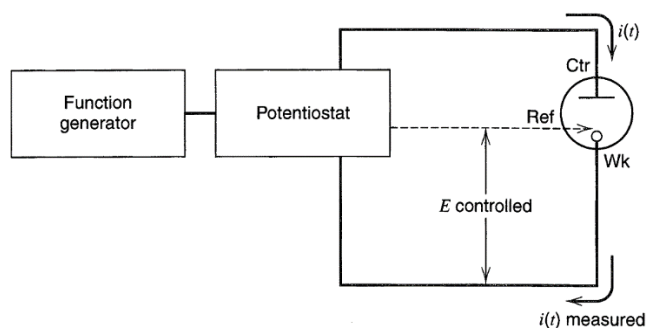 i(t)
Ctr
Function
generator
Potentiostat
Ref
Wk
E controlled
i(t) measured